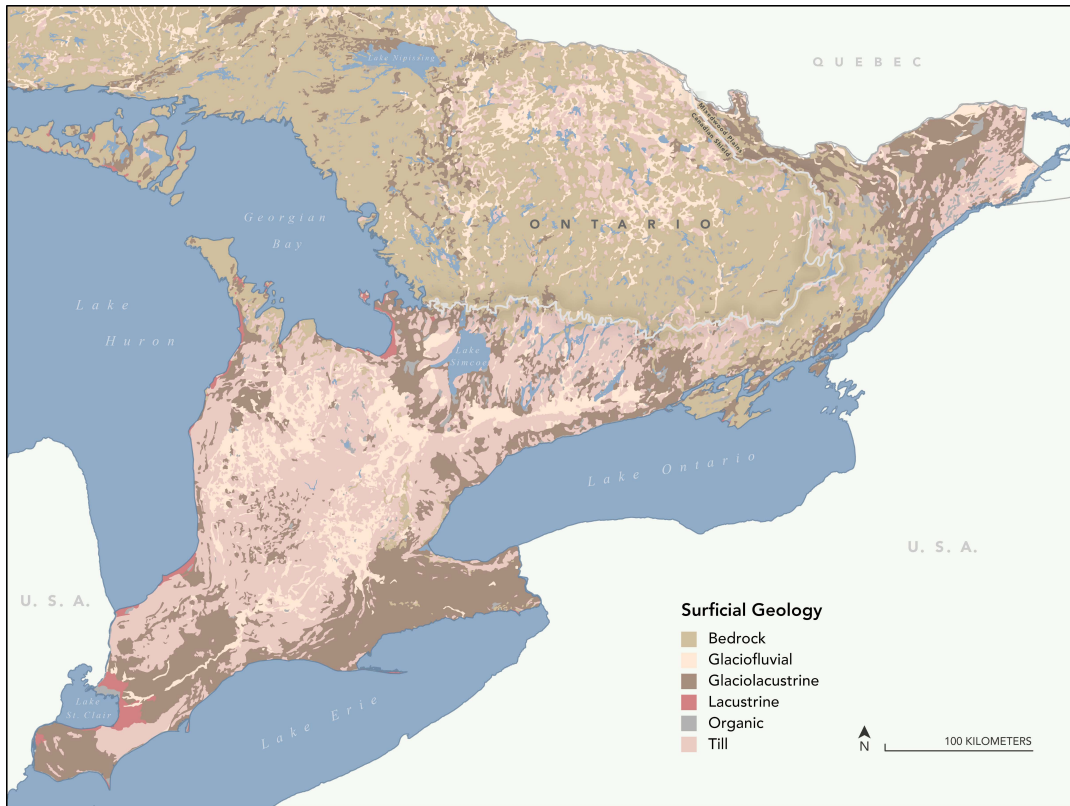 Lake Nipissing
QUEBEC
Mixedwood Plains
Canadian Shield
Georgian
Bay
ONTARIO
Lake
Huron
Lake
Simcoe
Lake Ontario
U. S. A.
U. S. A.
Lake
St. Clair
Lake Erie
Surficial Geology
Bedrock
Glaciofluvial
Glaciolacustrine
Lacustrine
Organic
Till
N
100 KILOMETERS